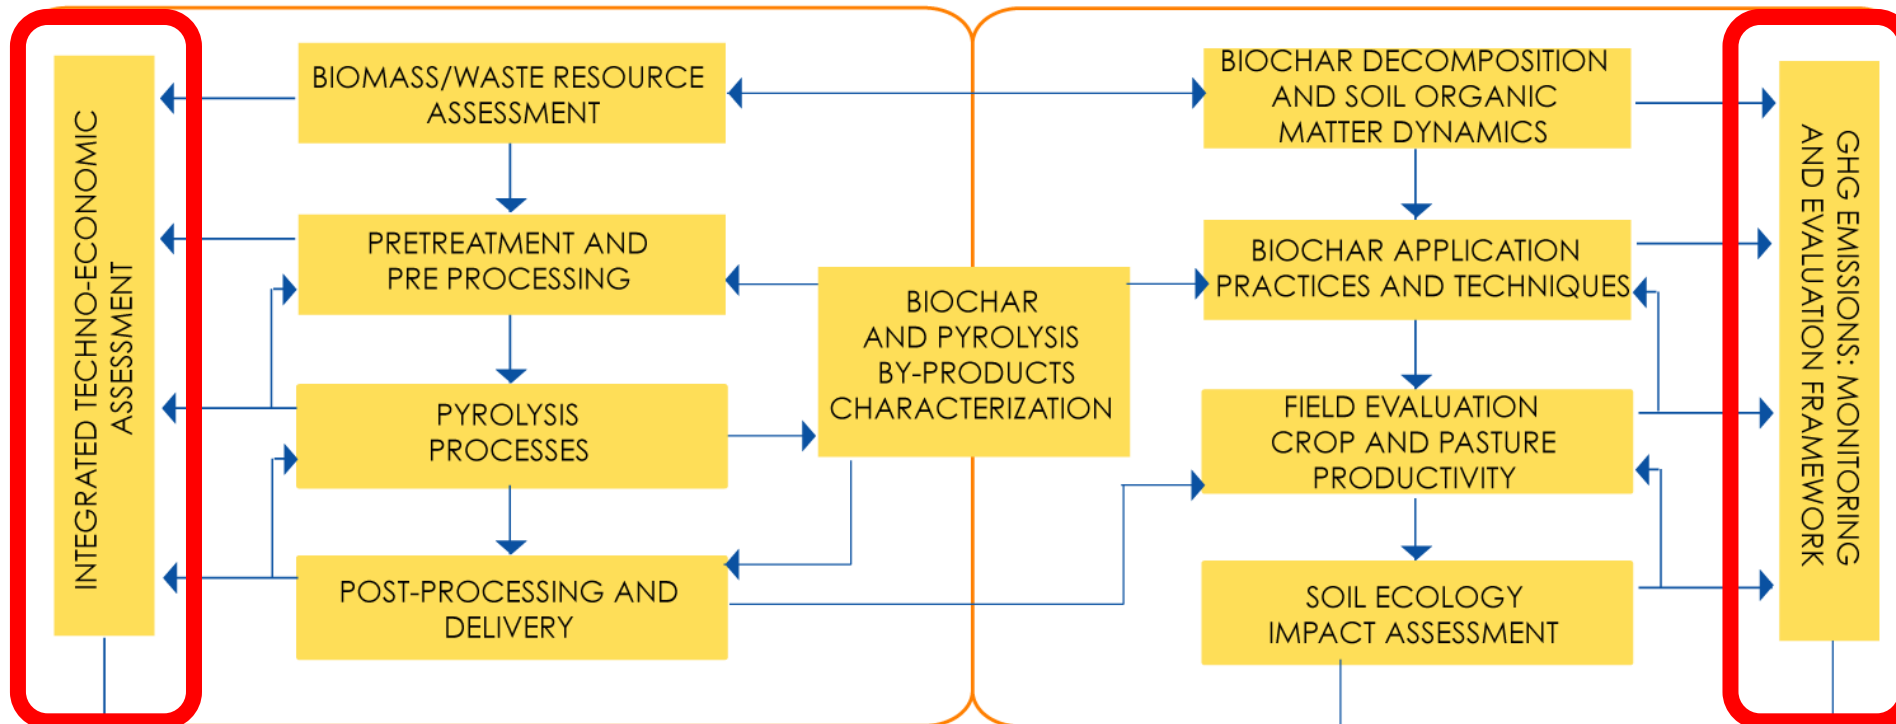 INTEGRATED TECHNO-ECONOMIC
ASSESSMENT
BIOMASS/WASTE RESOURCE
ASSESSMENT
PRETREATMENT AND
PRE PROCESSING
PYROLYSIS
PROCESSES
POST-PROCESSING AND
DELIVERY
BIOCHAR
AND PYROLYSIS
BY-PRODUCTS
CHARACTERIZATION
BIOCHAR DECOMPOSITION
AND SOIL ORGANIC
MATTER DYNAMICS
BIOCHAR APPLICATION
PRACTICES AND TECHNIQUES
FIELD EVALUATION
CROP AND PASTURE
PRODUCTIVITY
SOIL ECOLOGY
IMPACT ASSESSMENT
GHG EMISSIONS: MONITORING
AND EVALUATION FRAMEWORK